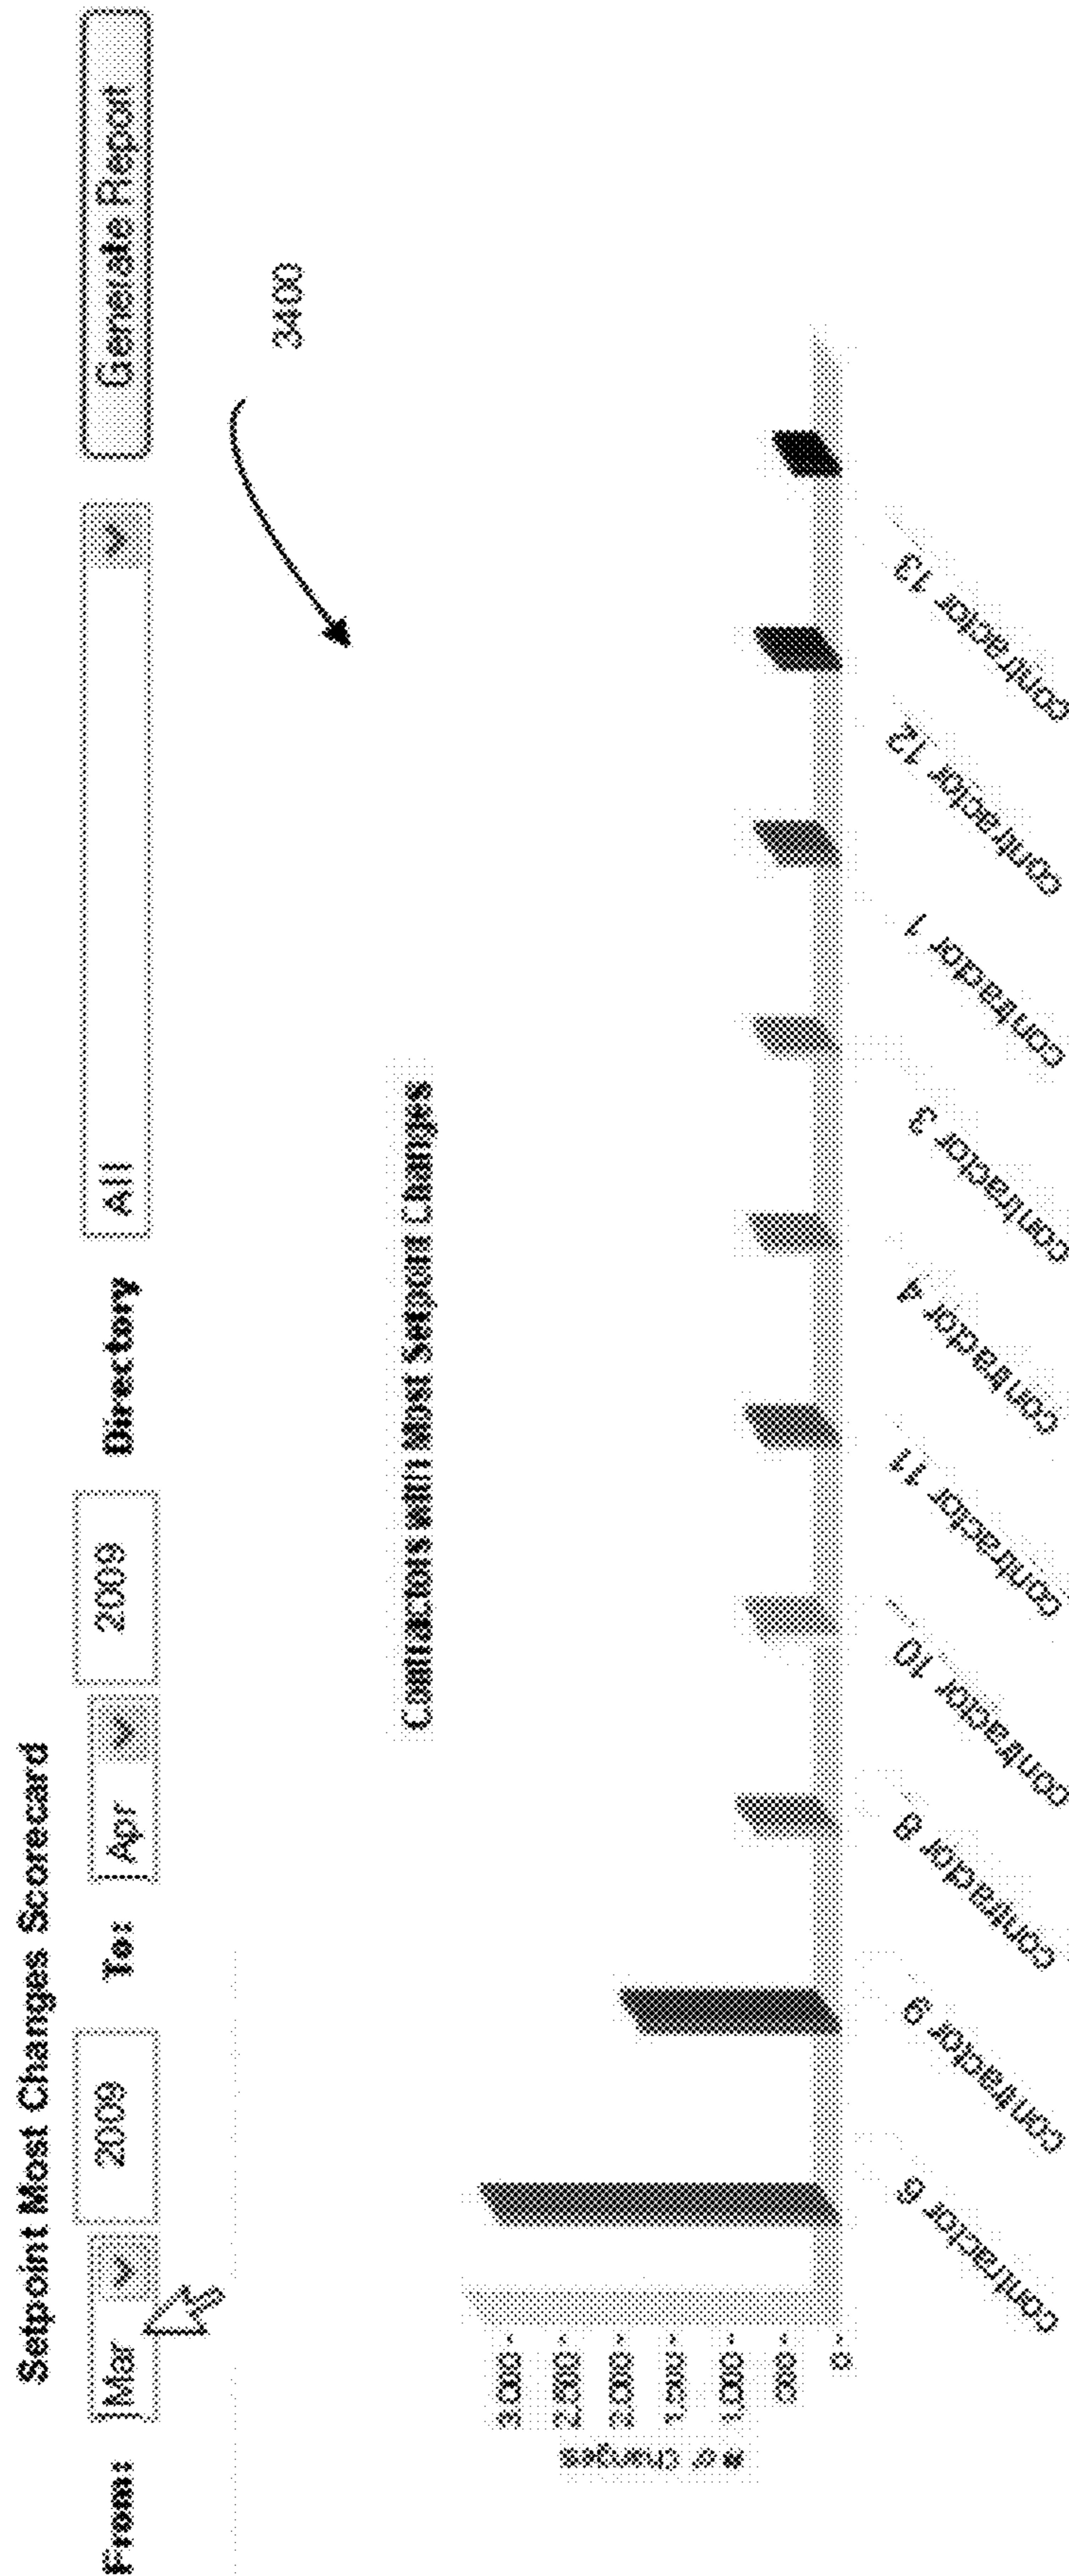 Setpoint Most Changes Scorecard
From: Mar 2009 To: Apr 2009 Directory All Generate Report
3400
Contractors with Most Setpoint Changes
# of changes
3,000
2,500
2,000
1,500
1,000
500
0
contractor 6
contractor 9
contractor 8
contractor 10
contractor 11
contractor 4
contractor 3
contractor 1
contractor 12
contractor 13